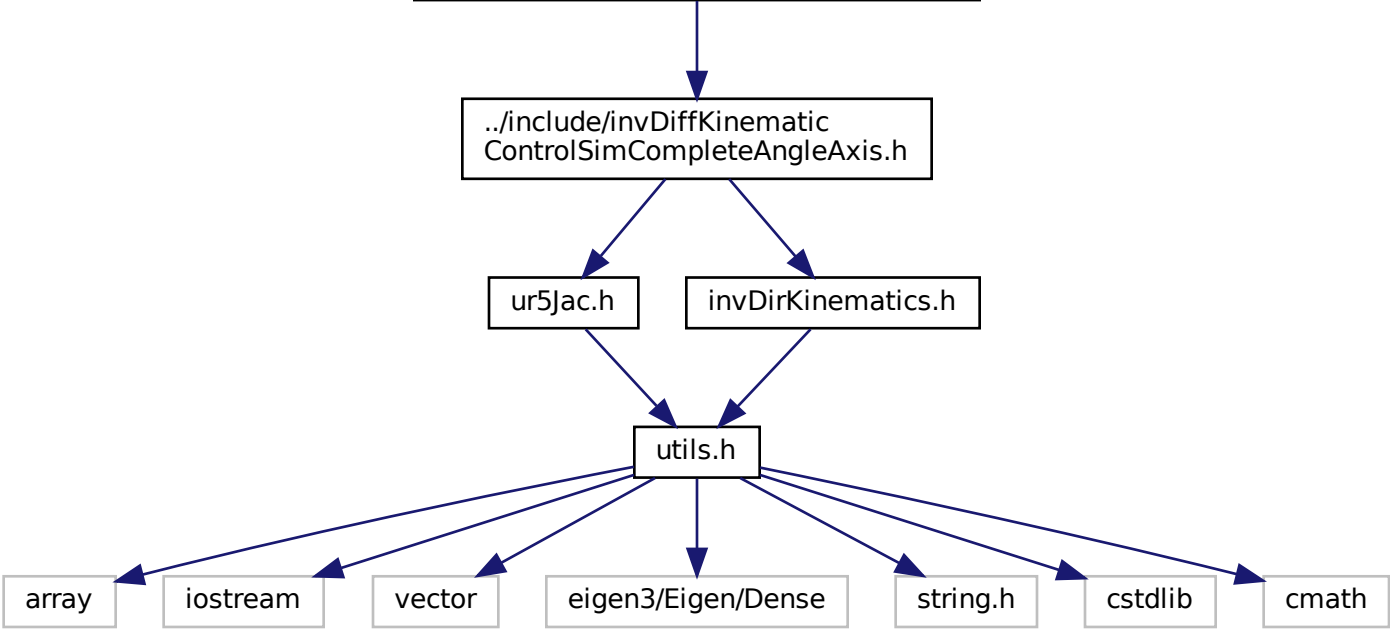 ../include/invDiffKinematic
ControlSimCompleteAngleAxis.h
ur5Jac.h
invDirKinematics.h
utils.h
array
iostream
vector
eigen3/Eigen/Dense
string.h
cstdlib
cmath